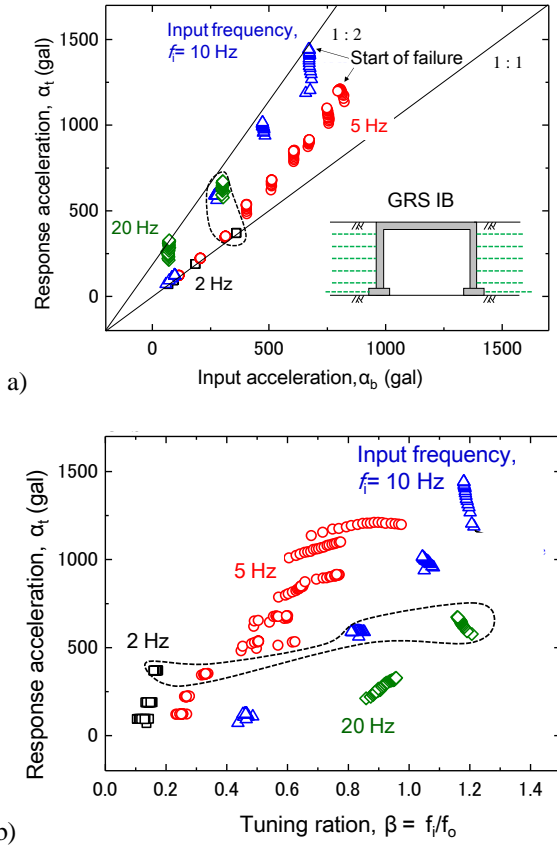 1500
1000
500
0
Response acceleration, αt (gal)
Input frequency,
fi= 10 Hz
1 : 2
1 : 1
Start of failure
5 Hz
20 Hz
2 Hz
GRS IB
0 500 1000 1500
Input acceleration,αb (gal)
a)
1500
1000
500
0
Response acceleration, αt (gal)
Input frequency,
fi= 10 Hz
5 Hz
2 Hz
20 Hz
0.0 0.2 0.4 0.6 0.8 1.0 1.2 1.4
Tuning ration, β = fi/fo